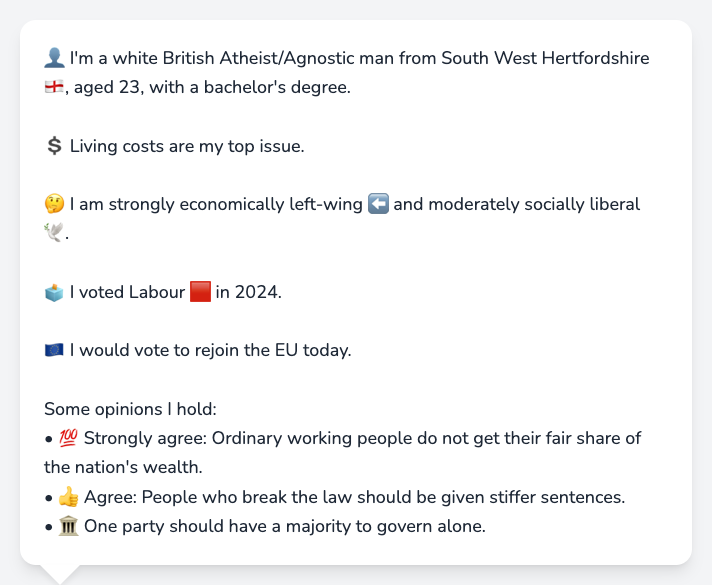 👤 I'm a white British Atheist/Agnostic man from South West Hertfordshire
🏴󠁧󠁢󠁥󠁮󠁧󠁿, aged 23, with a bachelor's degree.
💲 Living costs are my top issue.
🤔 I am strongly economically left-wing ⬅️ and moderately socially liberal
🕊️.
🗳️ I voted Labour 🟥 in 2024.
🇪🇺 I would vote to rejoin the EU today.
Some opinions I hold:
• 💯 Strongly agree: Ordinary working people do not get their fair share of
the nation's wealth.
• 👍 Agree: People who break the law should be given stiffer sentences.
• 🏛️ One party should have a majority to govern alone.